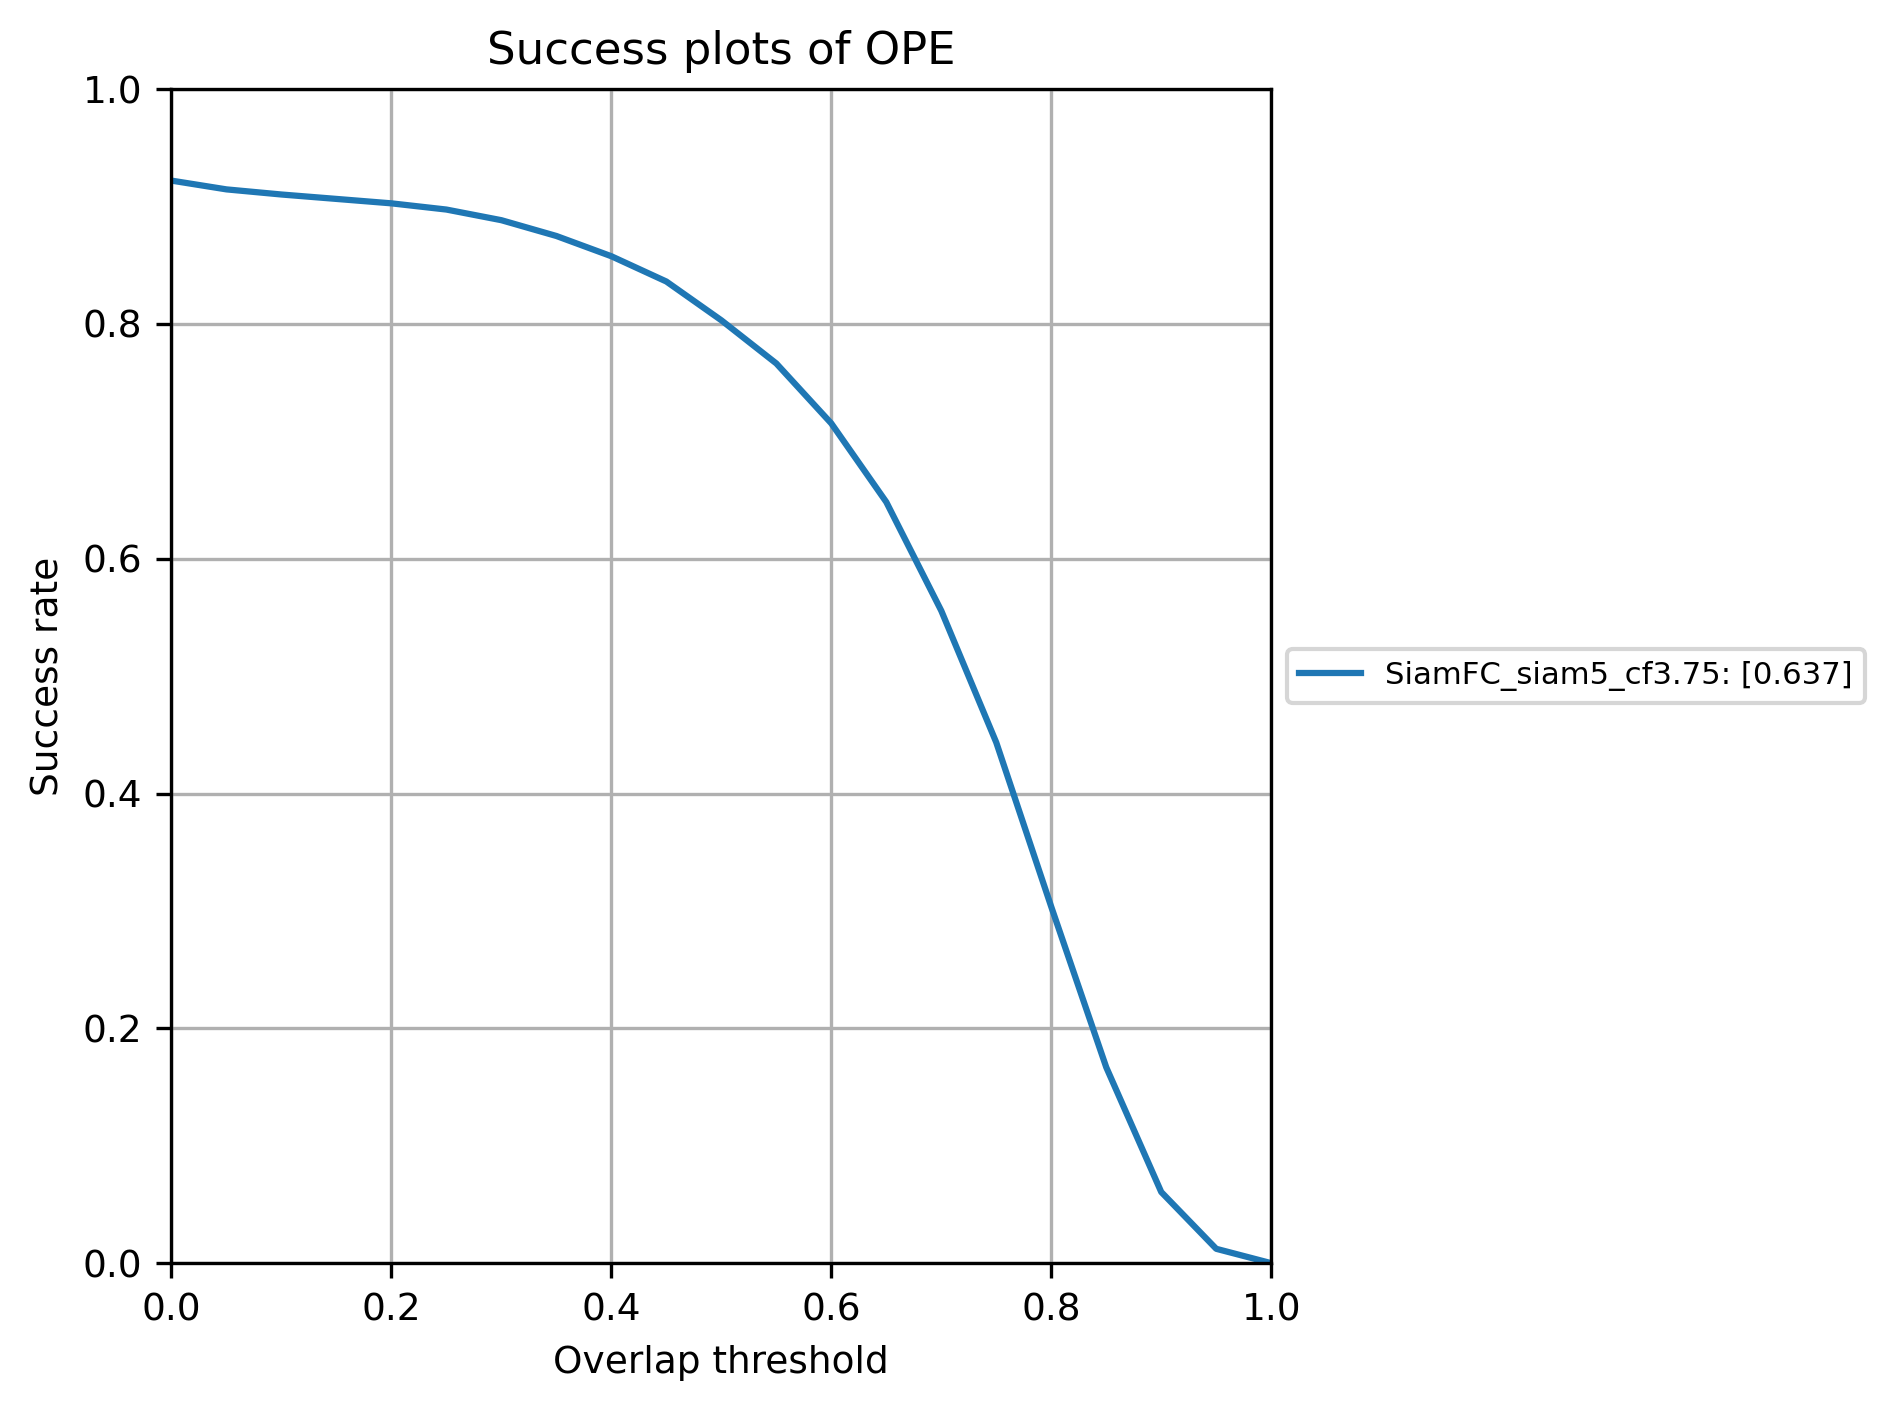 Success plots of OPE
1.0
0.8
0.6
0.4
0.2
0.0
Success rate
0.0 0.2 0.4 0.6 0.8 1.0
Overlap threshold
SiamFC_siam5_cf3.75: [0.637]